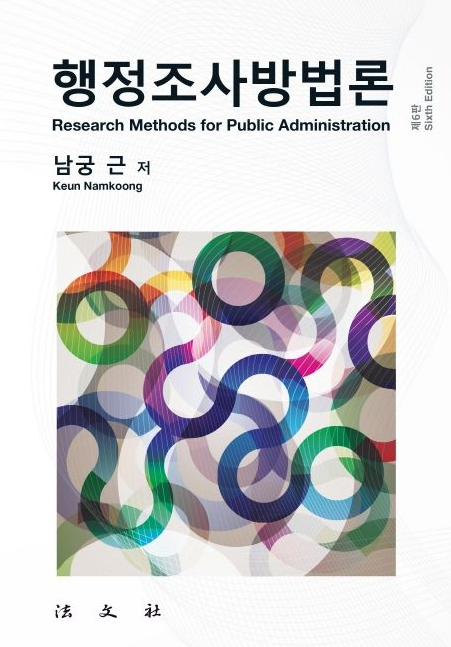 행정조사방법론
Research Methods for Public Administration
제6판
Sixth Edition
남궁 근 저
Keun Namkoong
法 文 社